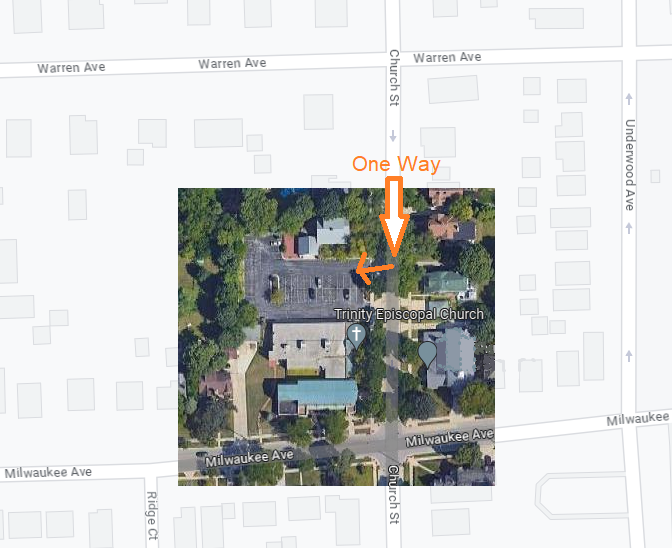 Warren Ave
Warren Ave
Warren Ave
Church St
Underwood Ave
One Way
Trinity Episcopal Church
Milwaukee Ave
Milwaukee Ave
Milwaukee Ave
Milwaukee
Church St
Ridge Ct